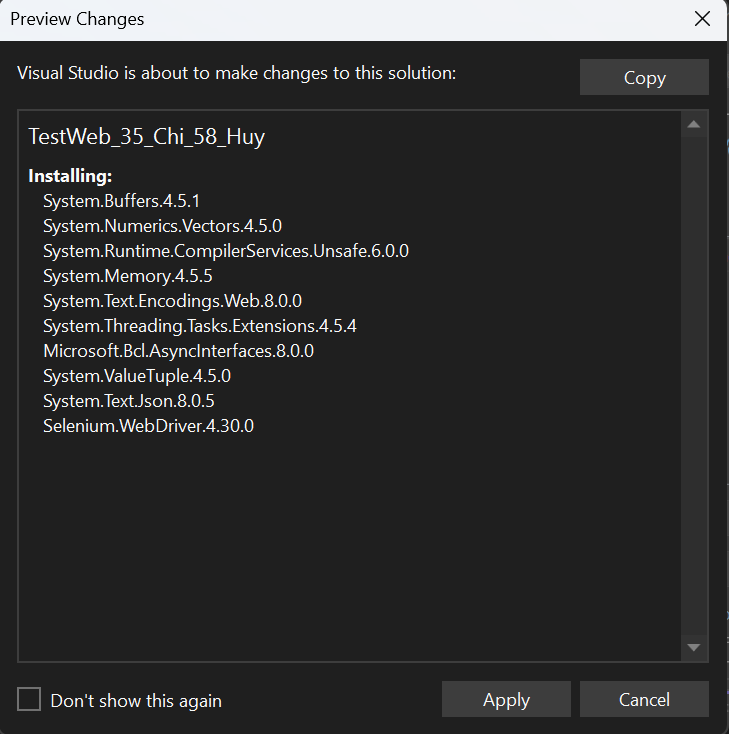 Preview Changes
Visual Studio is about to make changes to this solution:
Copy
TestWeb_35_Chi_58_Huy
Installing:
System.Buffers.4.5.1
System.Numerics.Vectors.4.5.0
System.Runtime.CompilerServices.Unsafe.6.0.0
System.Memory.4.5.5
System.Text.Encodings.Web.8.0.0
System.Threading.Tasks.Extensions.4.5.4
Microsoft.Bcl.AsyncInterfaces.8.0.0
System.ValueTuple.4.5.0
System.Text.Json.8.0.5
Selenium.WebDriver.4.30.0
Don't show this again
Apply
Cancel